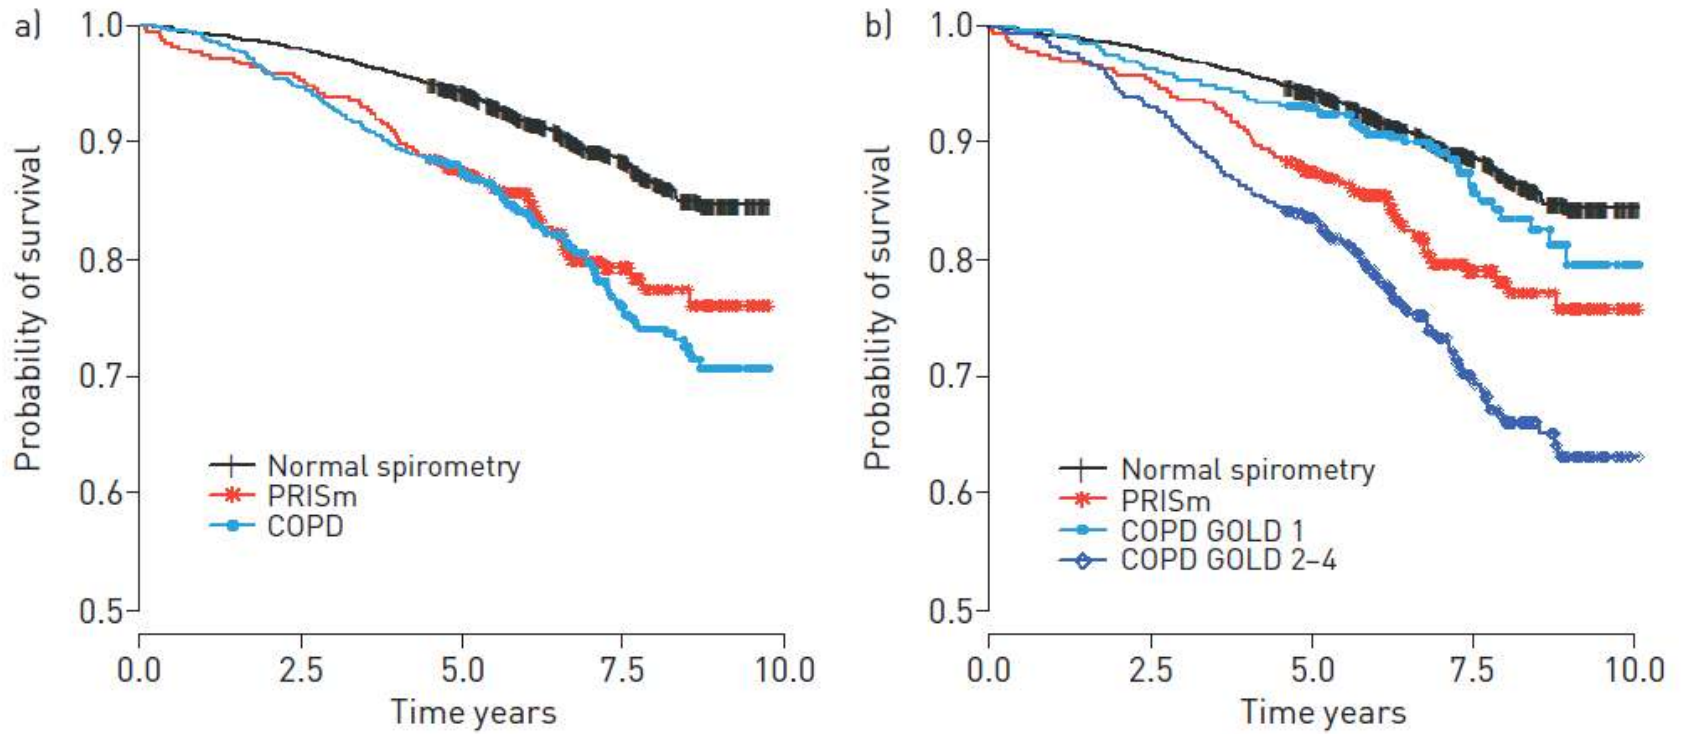 a)
Probability of survival
1.0
0.9
0.8
0.7
0.6
0.5
Normal spirometry
PRISm
COPD
0.0 2.5 5.0 7.5 10.0
Time years
b)
Probability of survival
1.0
0.9
0.8
0.7
0.6
0.5
Normal spirometry
PRISm
COPD GOLD 1
COPD GOLD 2–4
0.0 2.5 5.0 7.5 10.0
Time years